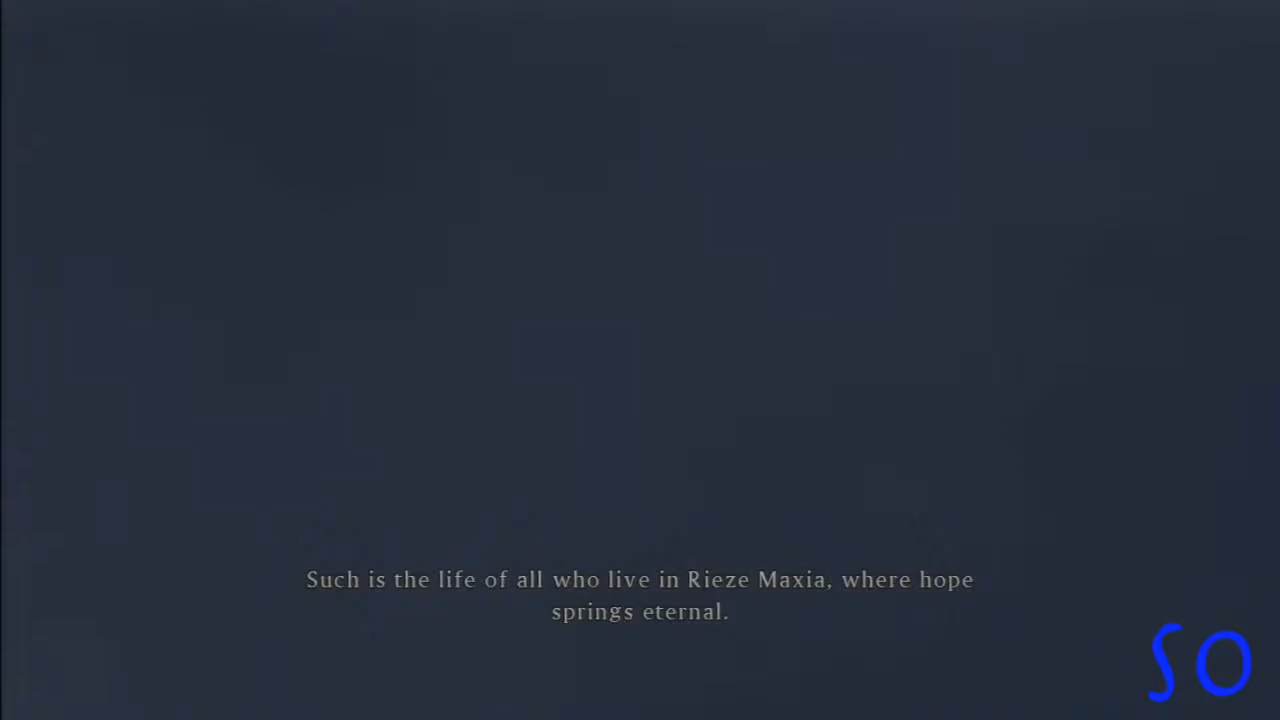 Such is the life of all who live in Rieze Maxia, where hope
springs eternal.
SO